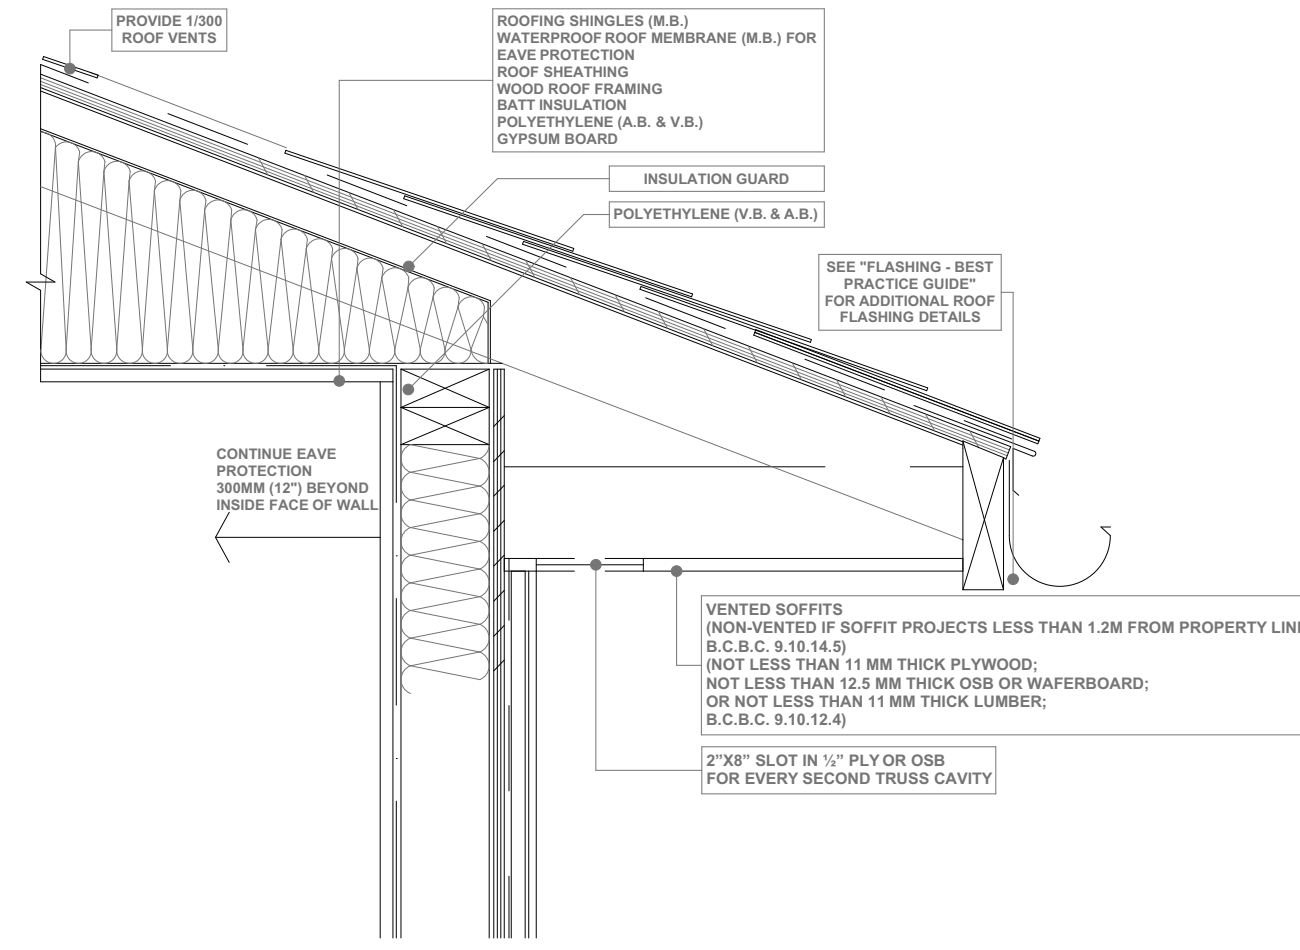 PROVIDE 1/300
ROOF VENTS
ROOFING SHINGLES (M.B.)
WATERPROOF ROOF MEMBRANE (M.B.) FOR
EAVE PROTECTION
ROOF SHEATHING
WOOD ROOF FRAMING
BATT INSULATION
POLYETHYLENE (A.B. & V.B.)
GYPSUM BOARD
INSULATION GUARD
POLYETHYLENE (V.B. & A.B.)
SEE "FLASHING - BEST
PRACTICE GUIDE"
FOR ADDITIONAL ROOF
FLASHING DETAILS
CONTINUE EAVE
PROTECTION
300MM (12") BEYOND
INSIDE FACE OF WALL
VENTED SOFFITS
(NON-VENTED IF SOFFIT PROJECTS LESS THAN 1.2M FROM PROPERTY
B.C.B.C. 9.10.14.5)
(NOT LESS THAN 11 MM THICK PLYWOOD;
NOT LESS THAN 12.5 MM THICK OSB OR WAFERBOARD;
OR NOT LESS THAN 11 MM THICK LUMBER;
B.C.B.C. 9.10.12.4)
2”X8” SLOT IN ½” PLY OR OSB
FOR EVERY SECOND TRUSS CAVITY